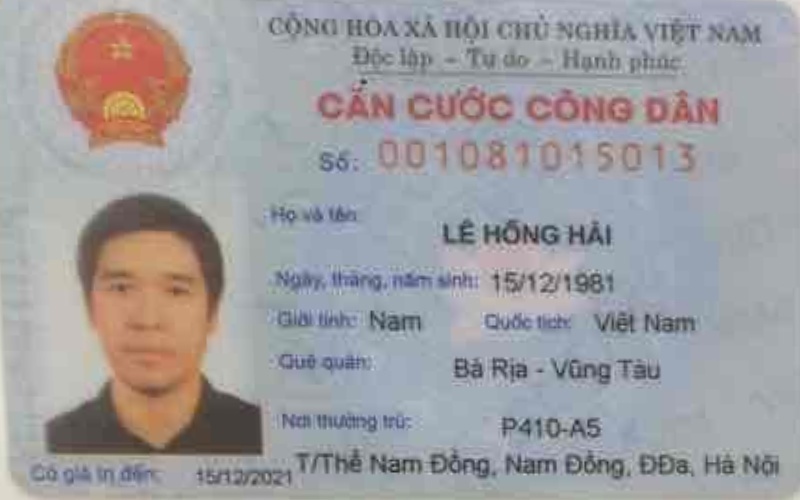 CỘNG HÒA XÃ HỘI CHỦ NGHĨA VIỆT NAM
Độc lập - Tự do - Hạnh phúc
CĂN CƯỚC CÔNG DÂN
Số: 001081015013
Họ và tên:
LÊ HỒNG HẢI
Ngày, tháng, năm sinh: 15/12/1981
Giới tính: Nam Quốc tịch: Việt Nam
Quê quán:
Bà Rịa - Vũng Tàu
Nơi thường trú: P410-A5
T/Thể Nam Đồng, Nam Đồng, ĐĐa, Hà Nội
Có giá trị đến: 15/12/2021